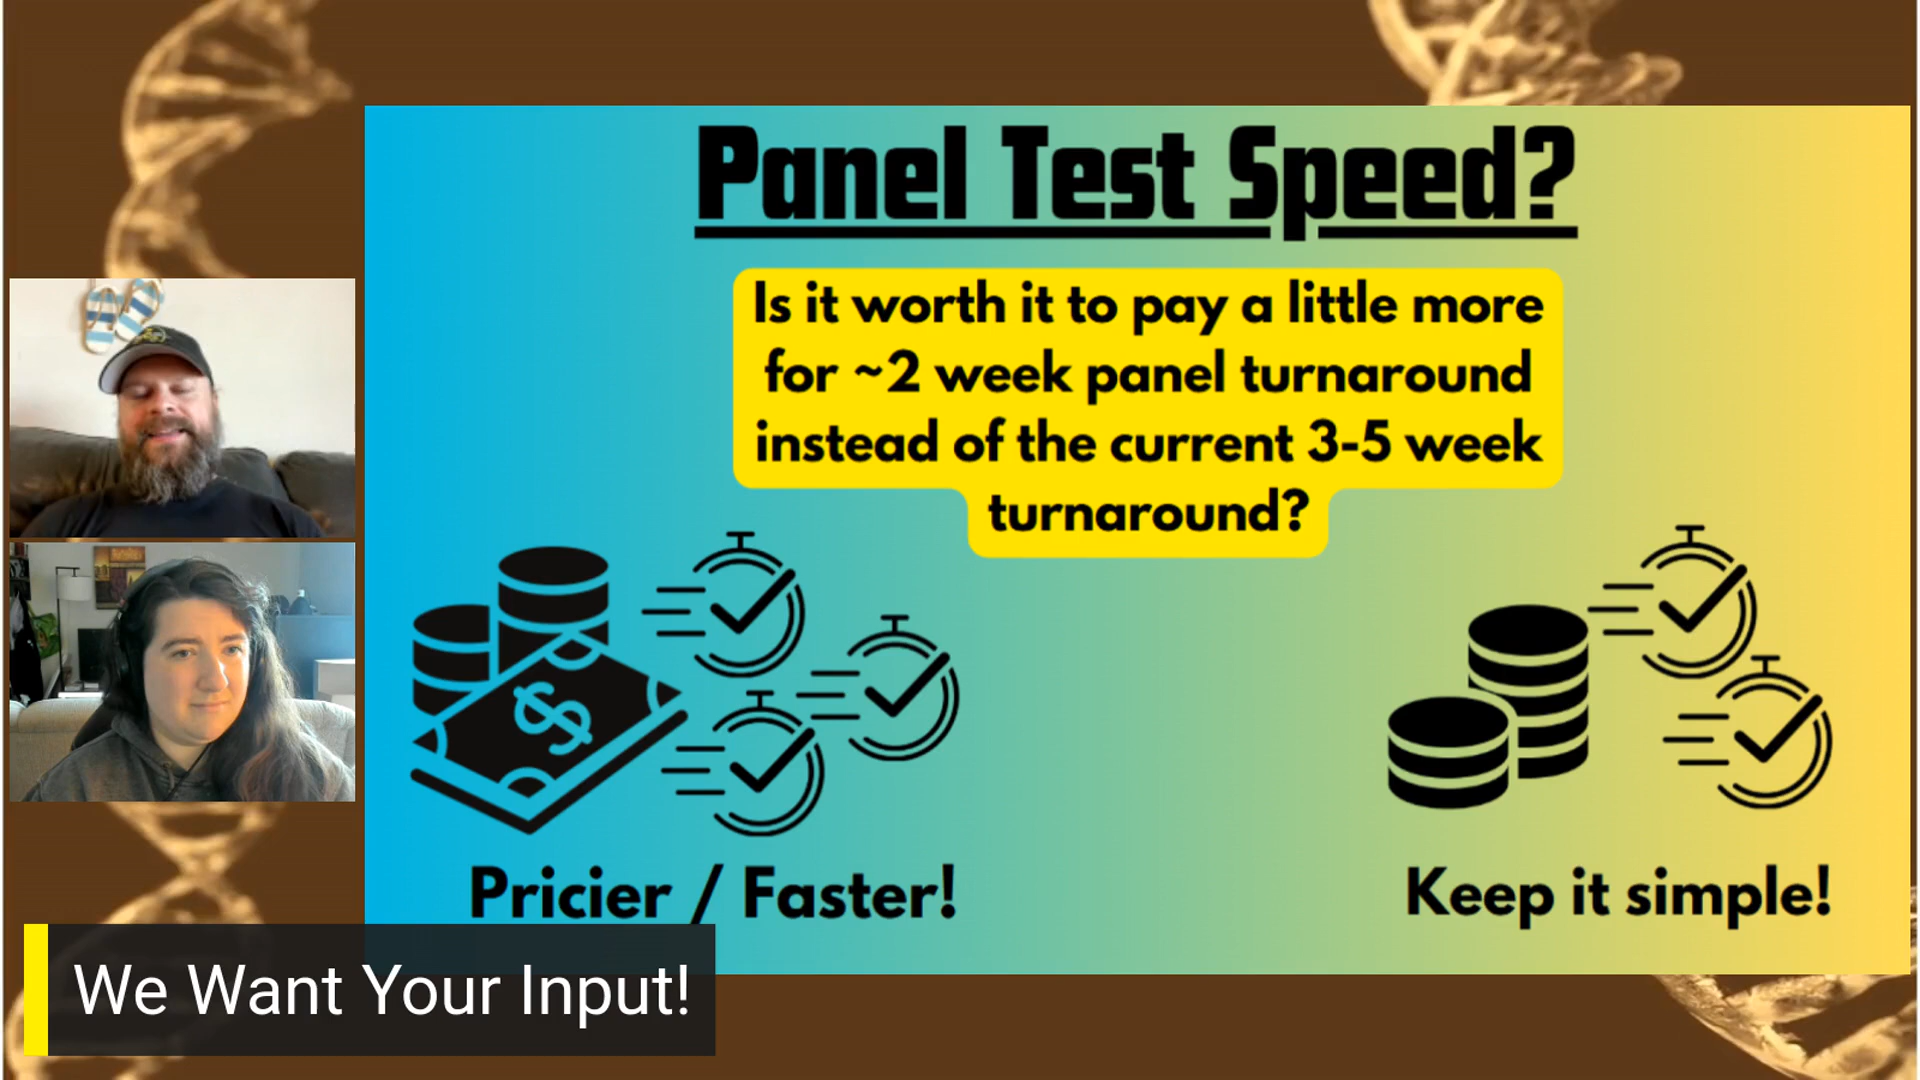 Panel Test Speed?
Is it worth it to pay a little more
for ~2 week panel turnaround
instead of the current 3-5 week
turnaround?
$
Pricier / Faster!
Keep it simple!
We Want Your Input!